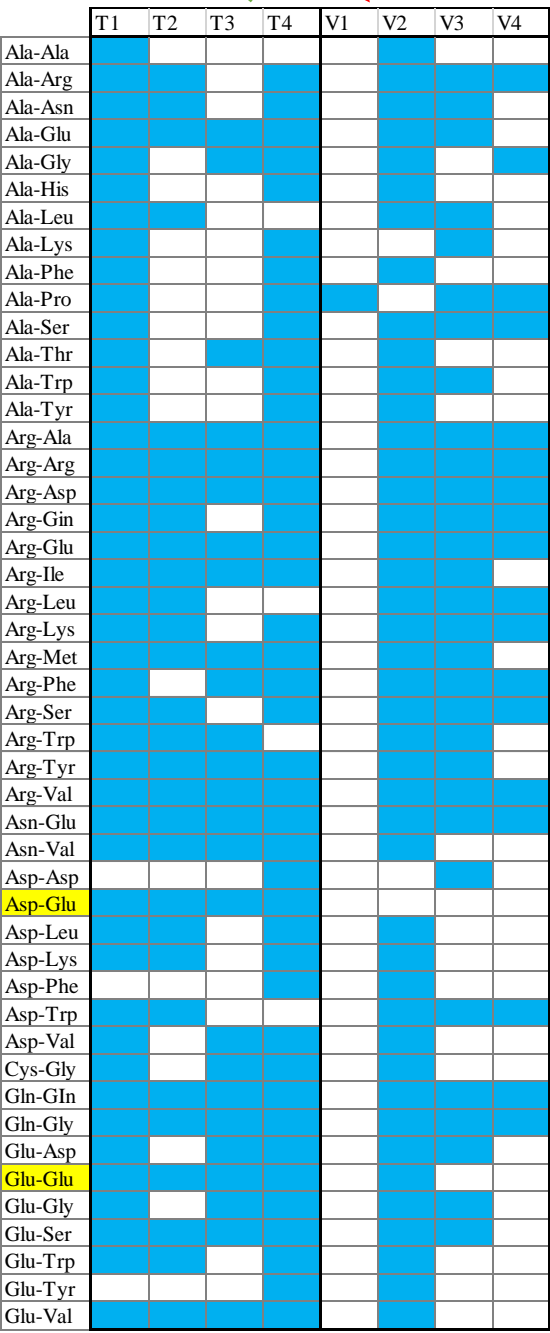 T1 T2 T3 T4 V1 V2 V3 V4
Ala-Ala
Ala-Arg
Ala-Asn
Ala-Glu
Ala-Gly
Ala-His
Ala-Leu
Ala-Lys
Ala-Phe
Ala-Pro
Ala-Ser
Ala-Thr
Ala-Trp
Ala-Tyr
Arg-Ala
Arg-Arg
Arg-Asp
Arg-Gin
Arg-Glu
Arg-Ile
Arg-Leu
Arg-Lys
Arg-Met
Arg-Phe
Arg-Ser
Arg-Trp
Arg-Tyr
Arg-Val
Asn-Glu
Asn-Val
Asp-Asp
Asp-Glu
Asp-Leu
Asp-Lys
Asp-Phe
Asp-Trp
Asp-Val
Cys-Gly
Gln-GIn
Gln-Gly
Glu-Asp
Glu-Glu
Glu-Gly
Glu-Ser
Glu-Trp
Glu-Tyr
Glu-Val